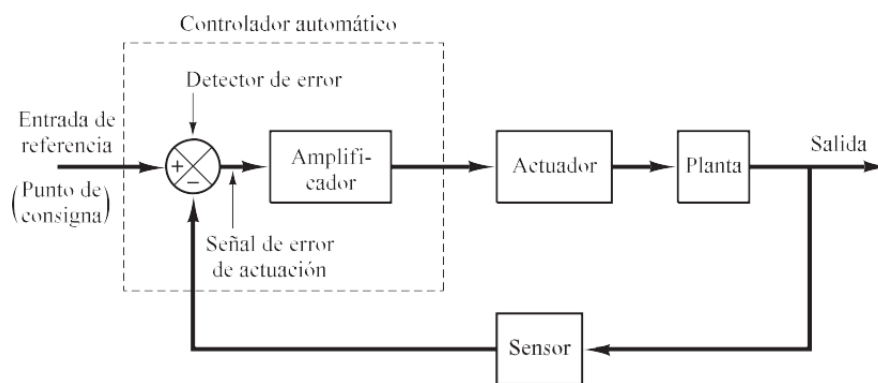 Controlador automático
Detector de error
Entrada de
referencia
(Punto de
consigna)
+
−
Amplifi-
cador
Actuador
Planta
Salida
Señal de error
de actuación
Sensor